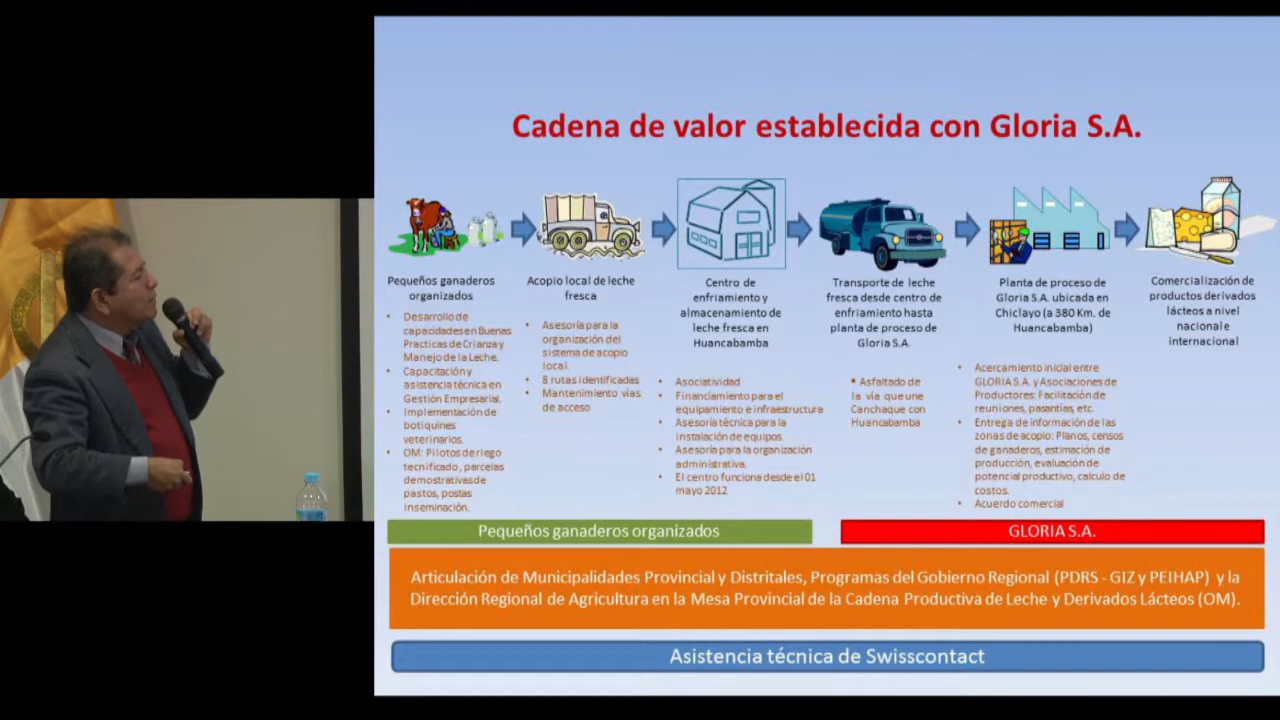 Cadena de valor establecida con Gloria S.A.
Pequeños ganaderos
organizados
• Desarrollo de
capacidades en Buenas
Practicas de Crianza y
Manejo de la Leche.
• Capacitación y
asistencia técnica en
Gestión Empresarial.
• Implementación de
botiquines
veterinarios.
• OM: Pilotos de riego
tecnificado, parcelas
demostrativas de
pastos, postas
inseminación.
Acopio local de leche
fresca
• Asesoría para la
organización del
sistema de acopio
local.
• 8 rutas identificadas
• Mantenimiento vías
de acceso
Centro de
enfriamiento y
almacenamiento de
leche fresca en
Huancabamba
• Asociatividad
• Financiamiento para el
equipamiento e infraestructura
• Asesoría técnica para la
instalación de equipos.
• Asesoría para la organización
administrativa.
• El centro funciona desde el 01
mayo 2012
Transporte de leche
fresca desde centro de
enfriamiento hasta
planta de proceso de
Gloria S.A.
• Asfaltado de
la vía que une
Canchaque con
Huancabamba
Planta de proceso de
Gloria S.A. ubicada en
Chiclayo (a 380 Km. de
Huancabamba)
• Acercamiento inicial entre
GLORIA S.A. y Asociaciones de
Productores: Facilitación de
reuniones, pasantías, etc.
• Entrega de información de las
zonas de acopio: Planos, censos
de ganaderos, estimación de
producción, evaluación de
potencial productivo, calculo de
costos.
• Acuerdo comercial
Comercialización de
productos derivados
lácteos a nivel
nacional e
internacional
Pequeños ganaderos organizados
GLORIA S.A.
Articulación de Municipalidades Provincial y Distritales, Programas del Gobierno Regional (PDRS - GIZ y PEIHAP) y la
Dirección Regional de Agricultura en la Mesa Provincial de la Cadena Productiva de Leche y Derivados Lácteos (OM).
Asistencia técnica de Swisscontact